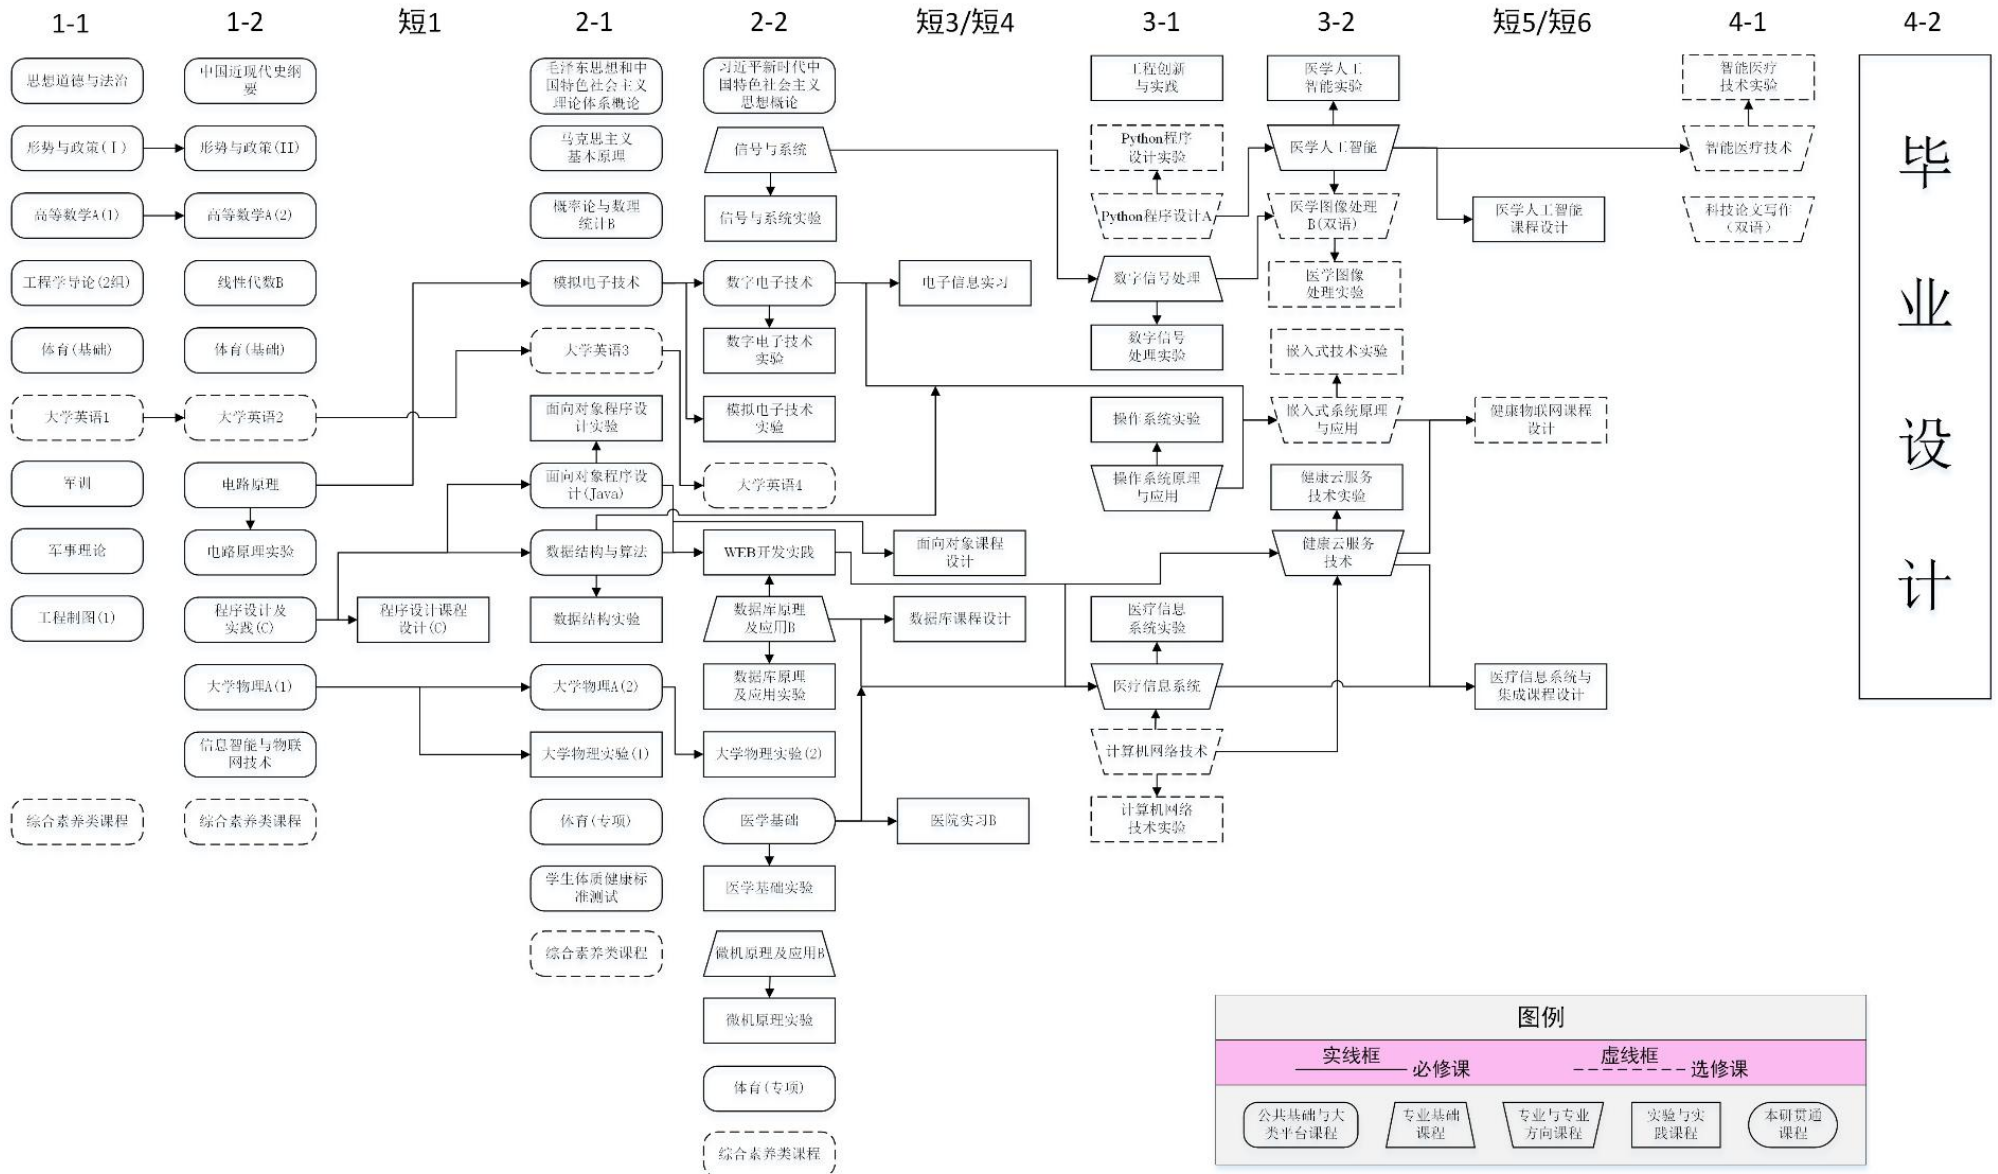 1-1
1-2
短1
2-1
2-2
短3/短4
3-1
3-2
短5/短6
4-1
4-2
思想道德与法治
形势与政策(Ⅰ)
高等数学A(1)
工程学导论(2组)
体育(基础)
大学英语1
军训
军事理论
工程制图(1)
综合素养类课程
中国近现代史纲
要
形势与政策(II)
高等数学A(2)
线性代数B
体育(基础)
大学英语2
电路原理
电路原理实验
程序设计及
实践(C)
大学物理A(1)
信息智能与物联
网技术
综合素养类课程
程序设计课程
设计(C)
毛泽东思想和中
国特色社会主义
理论体系概论
马克思主义
基本原理
概率论与数理
统计B
模拟电子技术
大学英语3
面向对象程序设
计实验
面向对象程序设
计(Java)
数据结构与算法
数据结构实验
大学物理A(2)
大学物理实验(1)
体育(专项)
学生体质健康标
准测试
综合素养类课程
习近平新时代中
国特色社会主义
思想概论
信号与系统
信号与系统实验
数字电子技术
数字电子技术
实验
模拟电子技术
实验
大学英语4
WEB开发实践
数据库原理
及应用B
数据库原理
及应用实验
大学物理实验(2)
医学基础
医学基础实验
微机原理及应用B
微机原理实验
体育(专项)
综合素养类课程
电子信息实习
面向对象课程
设计
数据库课程设计
医院实习B
工程创新
与实践
Python程序
设计实验
Python程序设计A
数字信号处理
数字信号
处理实验
操作系统实验
操作系统原理
与应用
医疗信息
系统实验
医疗信息系统
计算机网络技术
计算机网络
技术实验
医学人工
智能实验
医学人工智能
医学图像处理
B(双语)
医学图像
处理实验
嵌入式技术实验
嵌入式系统原理
与应用
健康云服务
技术实验
健康云服务
技术
医学人工智能
课程设计
健康物联网课程
设计
医疗信息系统与
集成课程设计
智能医疗
技术实验
智能医疗技术
科技论文写作
(双语)
毕
业
设
计
图例
实线框
必修课
虚线框
选修课
公共基础与大
类平台课程
专业基础
课程
专业与专业
方向课程
实验与实
践课程
本研贯通
课程